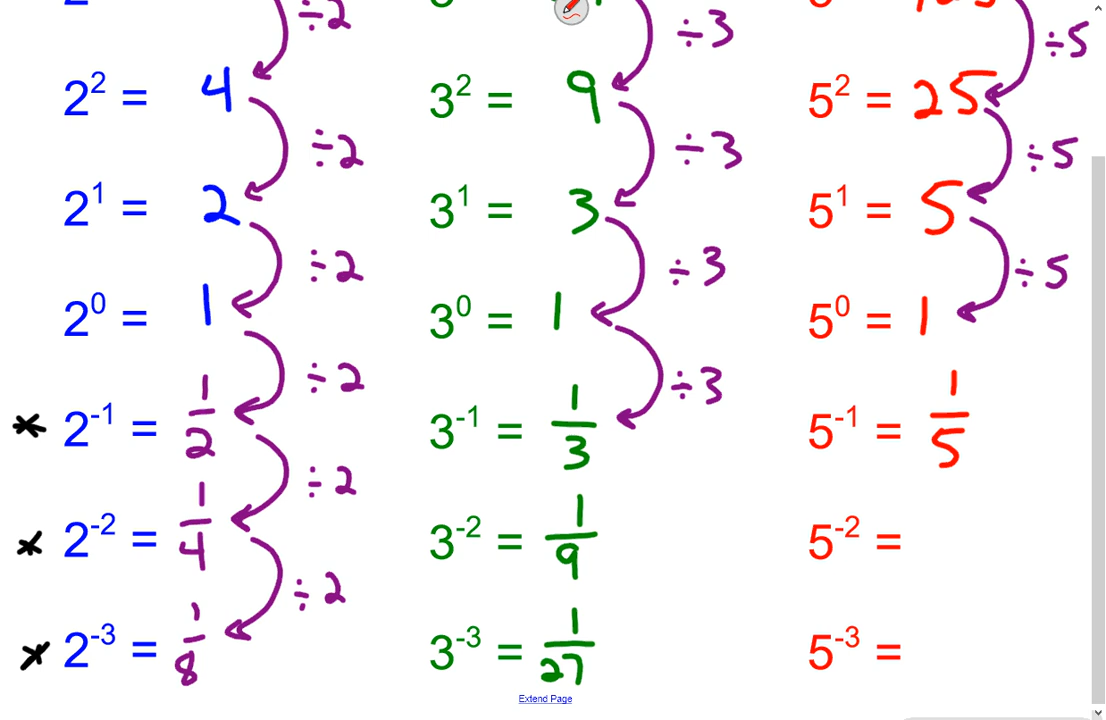 ÷2 ÷3 ÷5
2² = 4 3² = 9 5² = 25
÷2 ÷3 ÷5
2¹ = 2 3¹ = 3 5¹ = 5
÷2 ÷3 ÷5
2⁰ = 1 3⁰ = 1 5⁰ = 1
÷2 ÷3
* 2⁻¹ = 1/2 3⁻¹ = 1/3 5⁻¹ = 1/5
÷2
* 2⁻² = 1/4 3⁻² = 1/9 5⁻² =
÷2
* 2⁻³ = 1/8 3⁻³ = 1/27 5⁻³ =
Extend Page